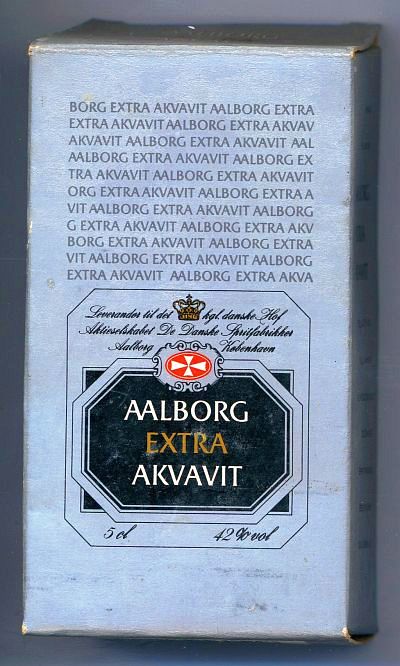 BORG EXTRA AKVAVIT AALBORG EXTRA
EXTRA AKVAVIT AALBORG EXTRA AKVAV
AKVAVIT AALBORG EXTRA AKVAVIT AAL
AALBORG EXTRA AKVAVIT AALBORG EX
TRA AKVAVIT AALBORG EXTRA AKVAVIT
ORG EXTRA AKVAVIT AALBORG EXTRA A
VIT AALBORG EXTRA AKVAVIT AALBORG
G EXTRA AKVAVIT AALBORG EXTRA AKV
BORG EXTRA AKVAVIT AALBORG EXTRA
VIT AALBORG EXTRA AKVAVIT AALBORG
EXTRA AKVAVIT AALBORG EXTRA AKVA
Leverandør til det kgl. danske Hof
Aktieselskabet De Danske Spritfabrikker
Aalborg København
AALBORG
EXTRA
AKVAVIT
5 cl 42% vol